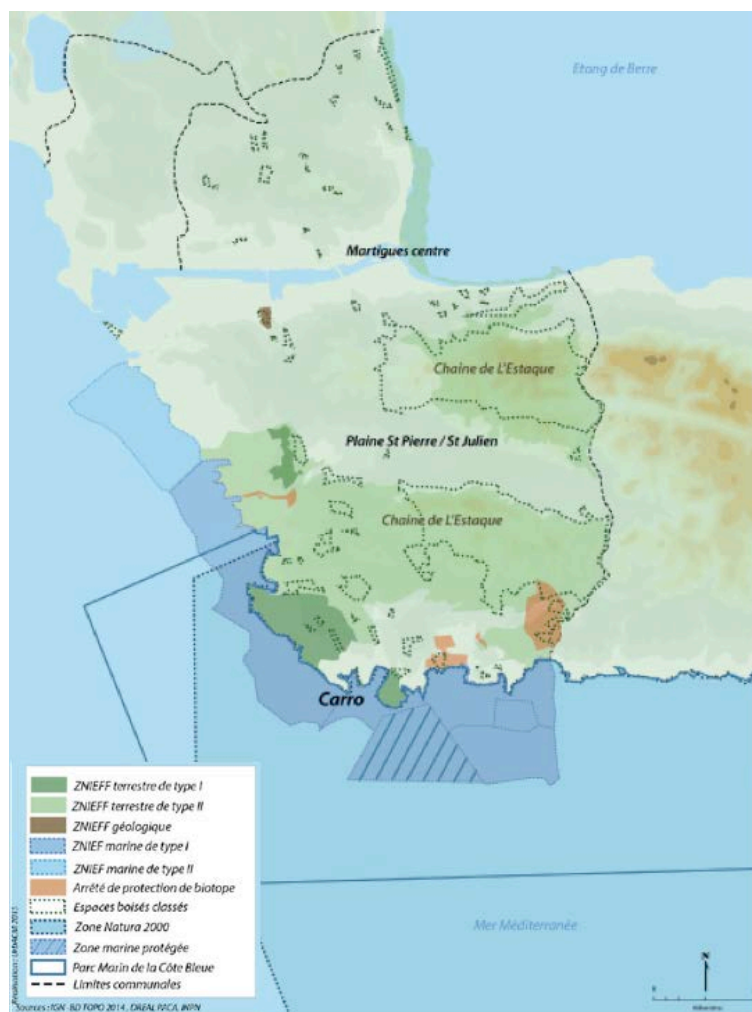 Etang de Berre
Martigues centre
Chaine de L'Estaque
Plaine St Pierre / St Julien
Chaine de L'Estaque
Carro
ZNIEFF terrestre de type I
ZNIEFF terrestre de type II
ZNIEFF géologique
ZNIEF marine de type I
ZNIEF marine de type II
Arrêté de protection de biotope
Espaces boisés classés
Zone Natura 2000
Zone marine protégée
Parc Marin de la Côte Bleue
Limites communales
Mer Méditerranée
N
Sources : IGN -BD TOPO 2014 , DREAL PACA, INPN